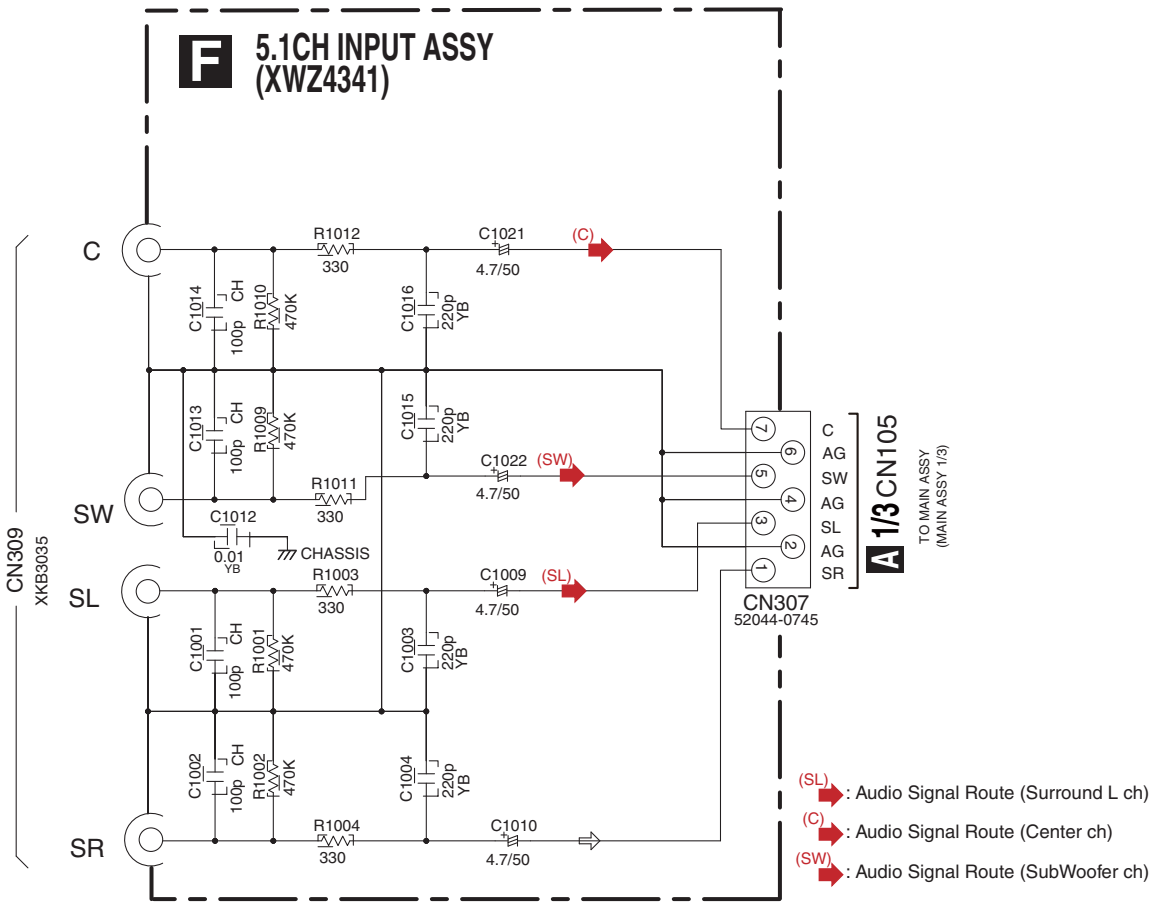 F
5.1CH INPUT ASSY
(XWZ4341)
C
R1012
330
C1021
4.7/50
(C)
C1014
CH
100p
R1010
470K
C1016
220p
YB
C1013
CH
100p
R1009
470K
C1015
220p
YB
SW
R1011
330
C1022
4.7/50
(SW)
C1012
0.01
YB
CHASSIS
CN309
XKB3035
SL
R1003
330
C1009
4.7/50
(SL)
C1001
CH
100p
R1001
470K
C1003
220p
YB
C1002
CH
100p
R1002
470K
C1004
220p
YB
SR
R1004
330
C1010
4.7/50
7 C
6 AG
5 SW
4 AG
3 SL
2 AG
1 SR
CN307
52044-0745
A 1/3 CN105
TO MAIN ASSY
(MAIN ASSY 1/3)
(SL)
: Audio Signal Route (Surround L ch)
(C)
: Audio Signal Route (Center ch)
(SW)
: Audio Signal Route (SubWoofer ch)